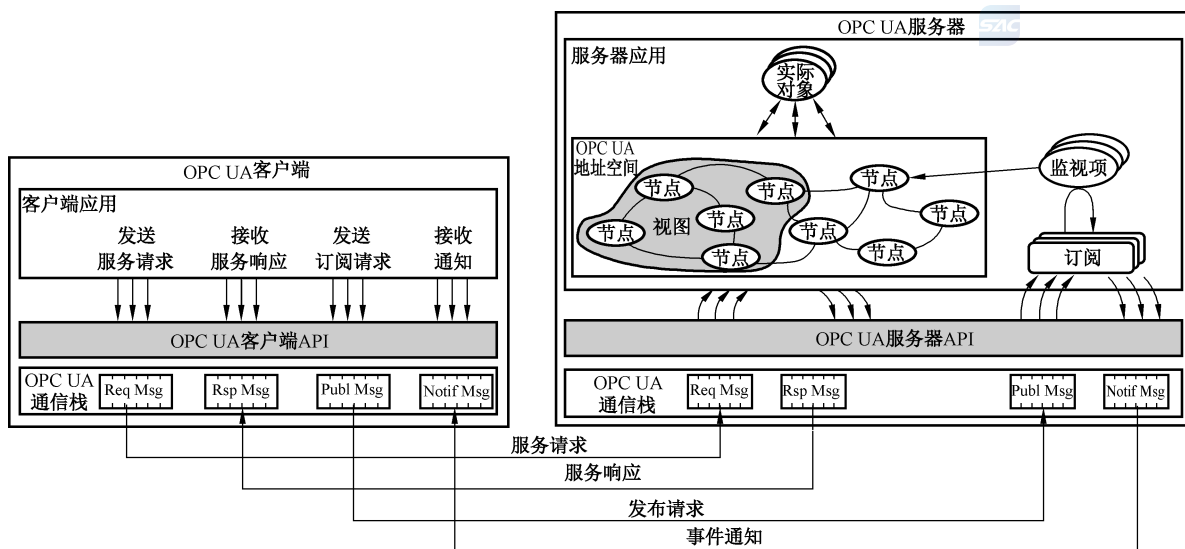 OPC UA服务器
SAC
服务器应用
实际
对象
OPC UA
地址空间
节点
节点
节点
监视项
节点
视图
节点
节点
节点
节点
节点
订阅
OPC UA客户端
客户端应用
发送
服务请求
接收
服务响应
发送
订阅请求
接收
通知
OPC UA客户端API
OPC UA服务器API
OPC UA
通信栈
Req Msg
Rsp Msg
Publ Msg
Notif Msg
OPC UA
通信栈
Req Msg
Rsp Msg
Publ Msg
Notif Msg
服务请求
服务响应
发布请求
事件通知